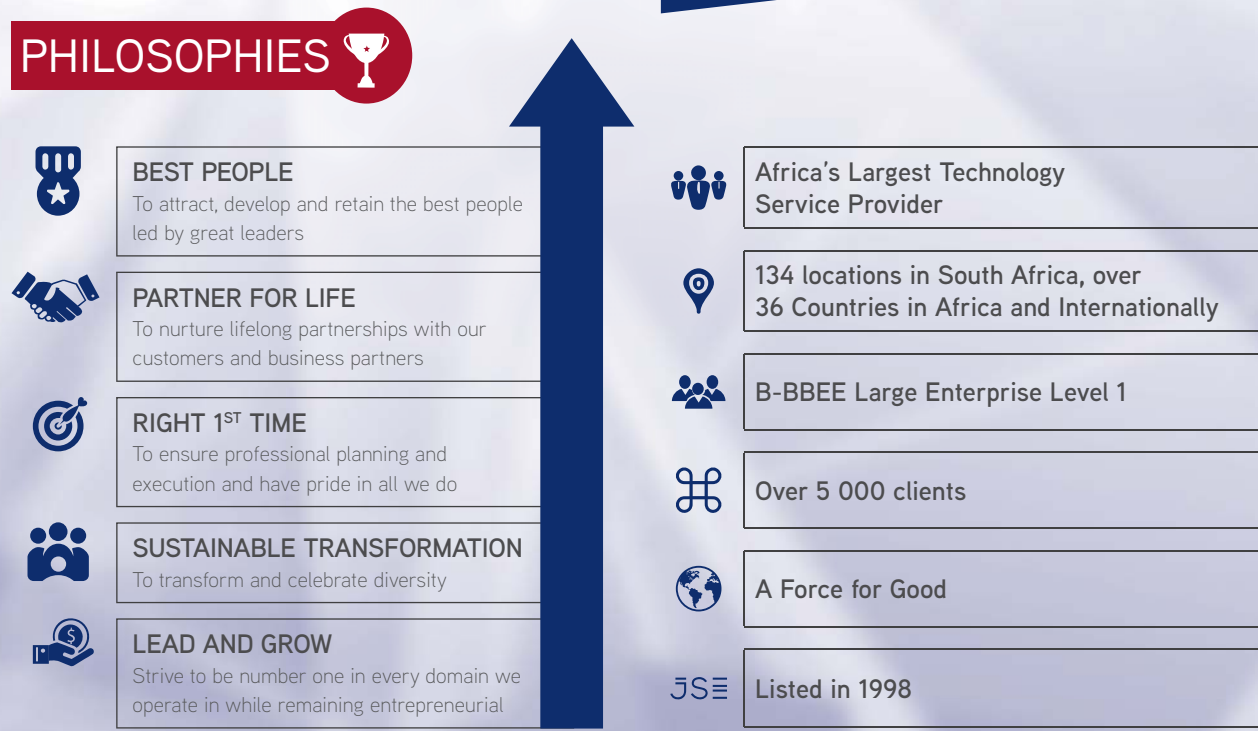 PHILOSOPHIES
BEST PEOPLE
To attract, develop and retain the best people
led by great leaders
PARTNER FOR LIFE
To nurture lifelong partnerships with our
customers and business partners
RIGHT 1ST TIME
To ensure professional planning and
execution and have pride in all we do
SUSTAINABLE TRANSFORMATION
To transform and celebrate diversity
LEAD AND GROW
Strive to be number one in every domain we
operate in while remaining entrepreneurial
Africa's Largest Technology
Service Provider
134 locations in South Africa, over
36 Countries in Africa and Internationally
B-BBEE Large Enterprise Level 1
Over 5 000 clients
A Force for Good
JSE
Listed in 1998